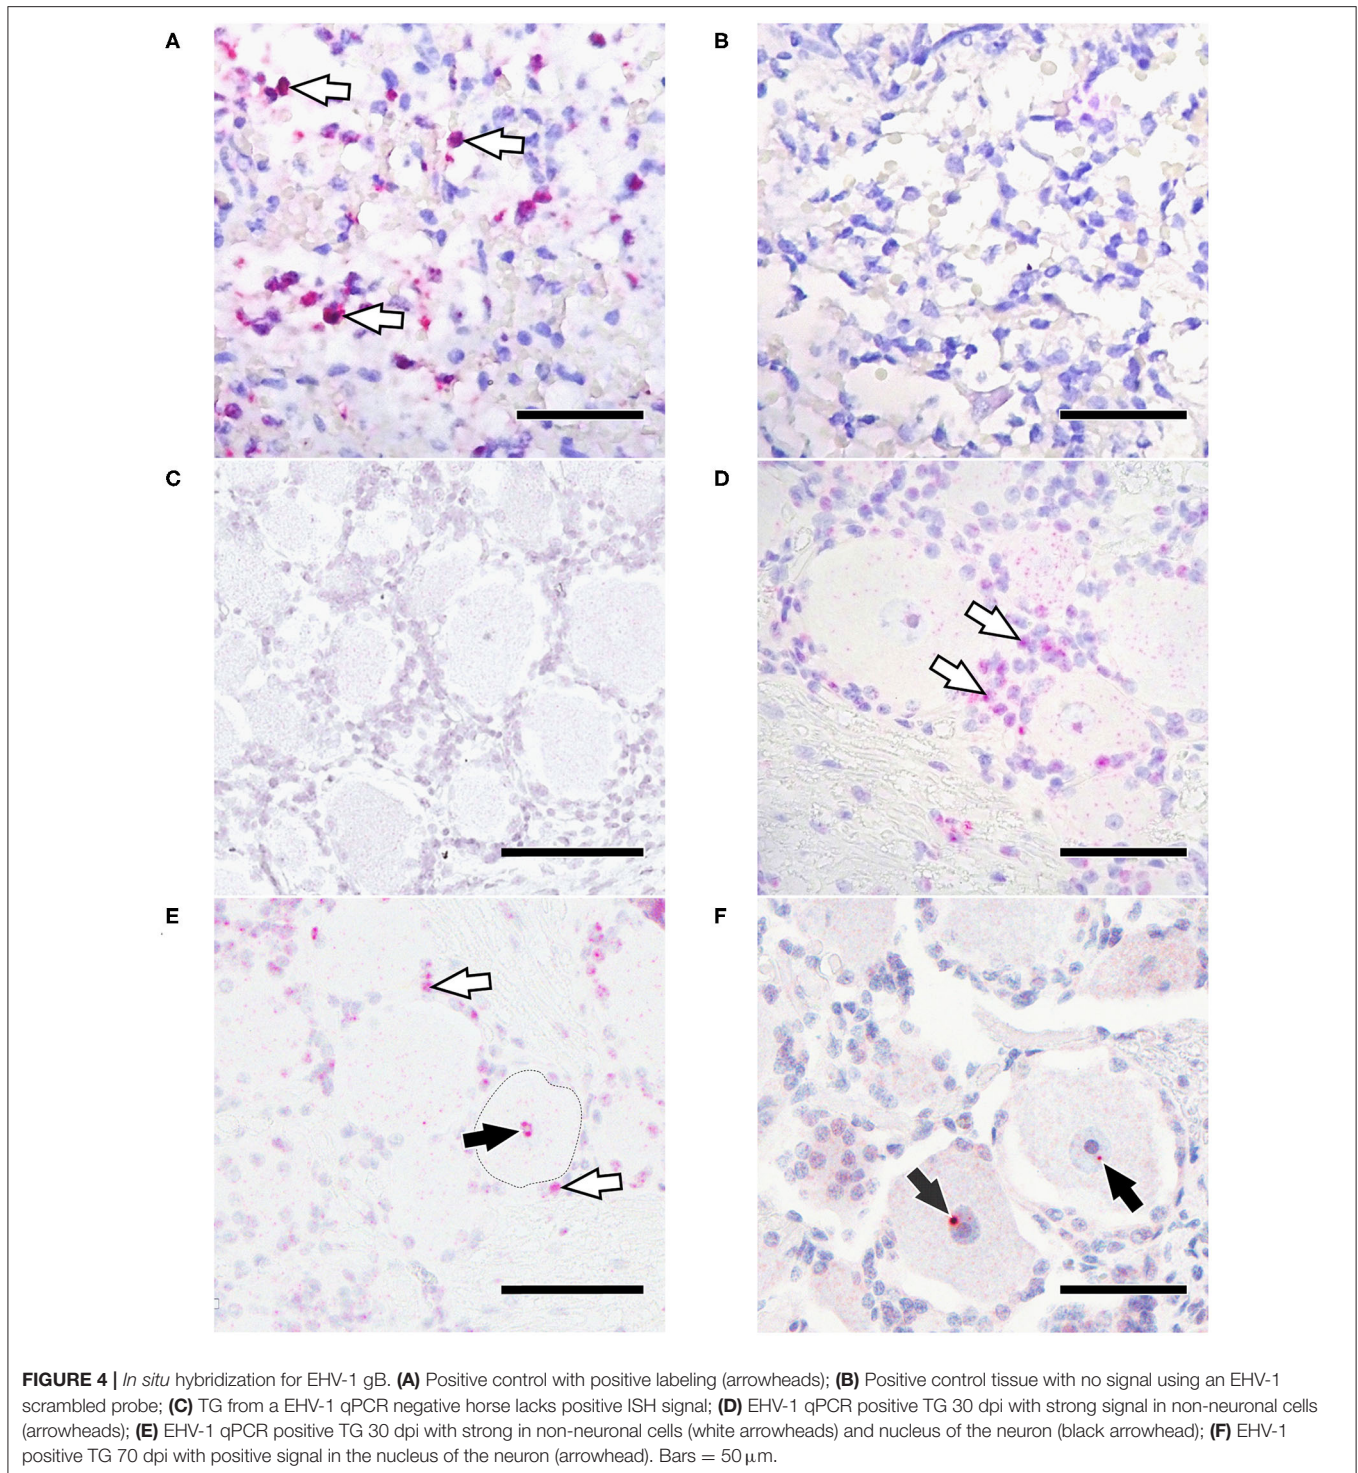 A
B
C
D
E
F
FIGURE 4 | In situ hybridization for EHV-1 gB. (A) Positive control with positive labeling (arrowheads); (B) Positive control tissue with no signal using an EHV-1
scrambled probe; (C) TG from a EHV-1 qPCR negative horse lacks positive ISH signal; (D) EHV-1 qPCR positive TG 30 dpi with strong signal in non-neuronal cells
(arrowheads); (E) EHV-1 qPCR positive TG 30 dpi with strong in non-neuronal cells (white arrowheads) and nucleus of the neuron (black arrowhead); (F) EHV-1
positive TG 70 dpi with positive signal in the nucleus of the neuron (arrowhead). Bars = 50 μm.